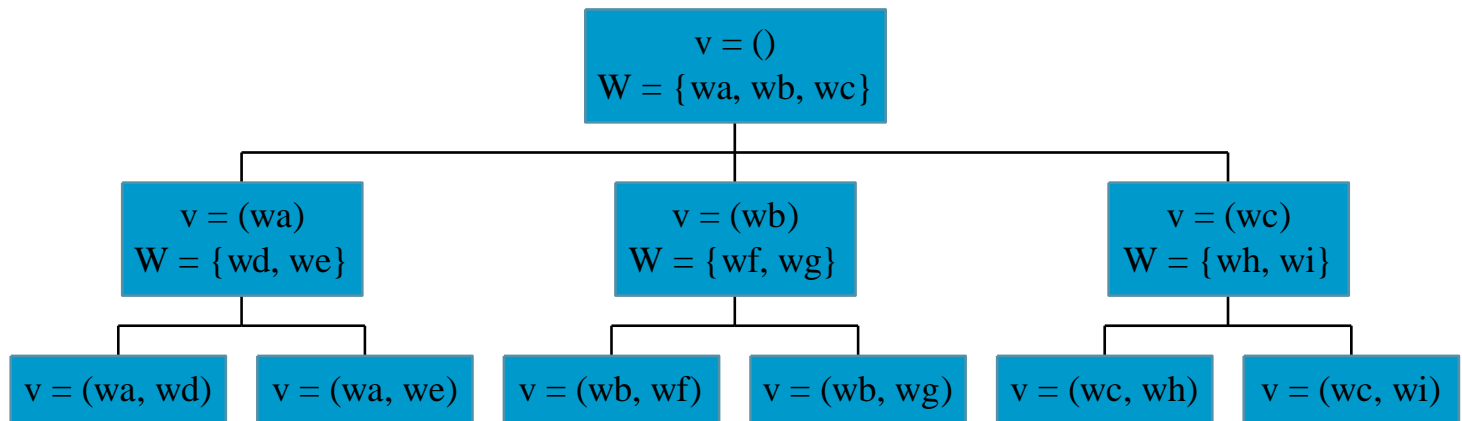 v = ()
W = {wa, wb, wc}
v = (wa)
W = {wd, we}
v = (wb)
W = {wf, wg}
v = (wc)
W = {wh, wi}
v = (wa, wd)
v = (wa, we)
v = (wb, wf)
v = (wb, wg)
v = (wc, wh)
v = (wc, wi)